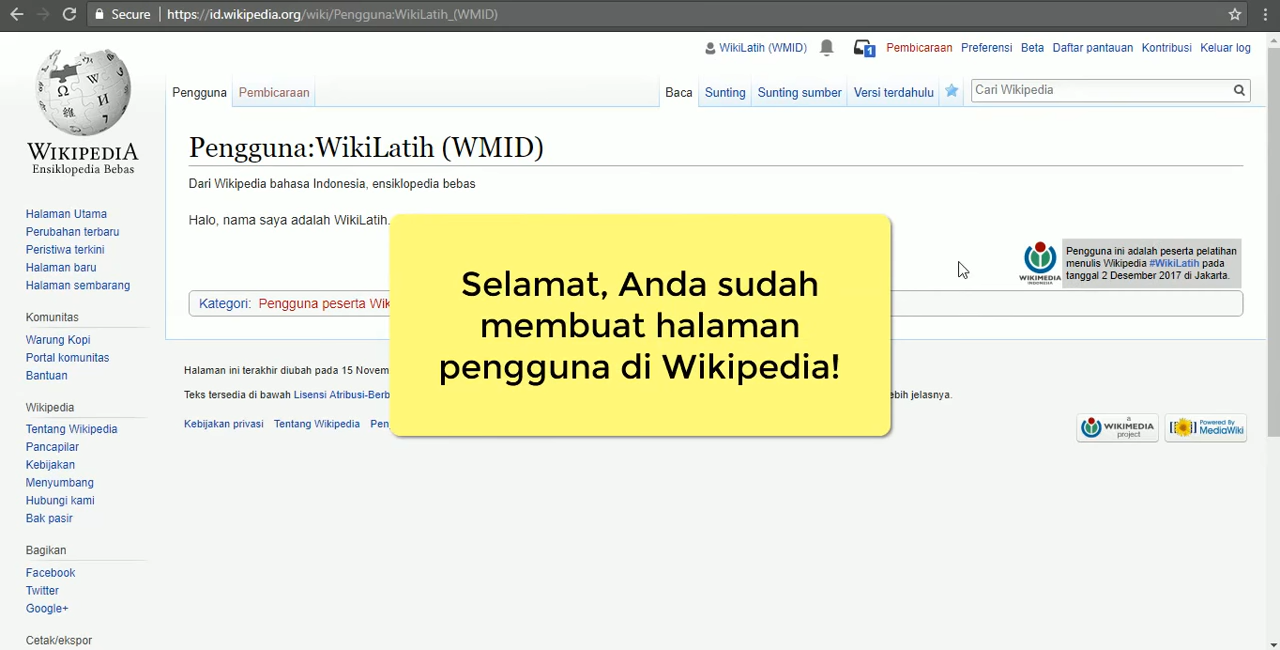 Secure https://id.wikipedia.org/wiki/Pengguna:WikiLatih_(WMID)
WikiLatih (WMID) 1 Pembicaraan Preferensi Beta Daftar pantauan Kontribusi Keluar log
Pengguna Pembicaraan Baca Sunting Sunting sumber Versi terdahulu Cari Wikipedia
WIKIPEDIA
Ensiklopedia Bebas
Pengguna:WikiLatih (WMID)
Dari Wikipedia bahasa Indonesia, ensiklopedia bebas
Halo, nama saya adalah WikiLatih.
WIKIMEDIA
INDONESIA
Pengguna ini adalah peserta pelatihan
menulis Wikipedia #WikiLatih pada
tanggal 2 Desember 2017 di Jakarta.
Kategori: Pengguna peserta Wik
Selamat, Anda sudah
membuat halaman
pengguna di Wikipedia!
Halaman ini terakhir diubah pada 15 Novem
Teks tersedia di bawah Lisensi Atribusi-Berb ebih jelasnya.
Kebijakan privasi Tentang Wikipedia Pen
a
WIKIMEDIA
project
Powered By
MediaWiki
Halaman Utama
Perubahan terbaru
Peristiwa terkini
Halaman baru
Halaman sembarang
Komunitas
Warung Kopi
Portal komunitas
Bantuan
Wikipedia
Tentang Wikipedia
Pancapilar
Kebijakan
Menyumbang
Hubungi kami
Bak pasir
Bagikan
Facebook
Twitter
Google+
Cetak/ekspor